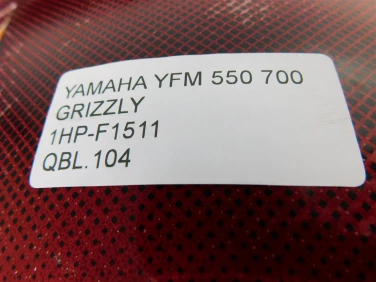 YAMAHA YFM 550 700
GRIZZLY
1HP-F1511
QBL.104